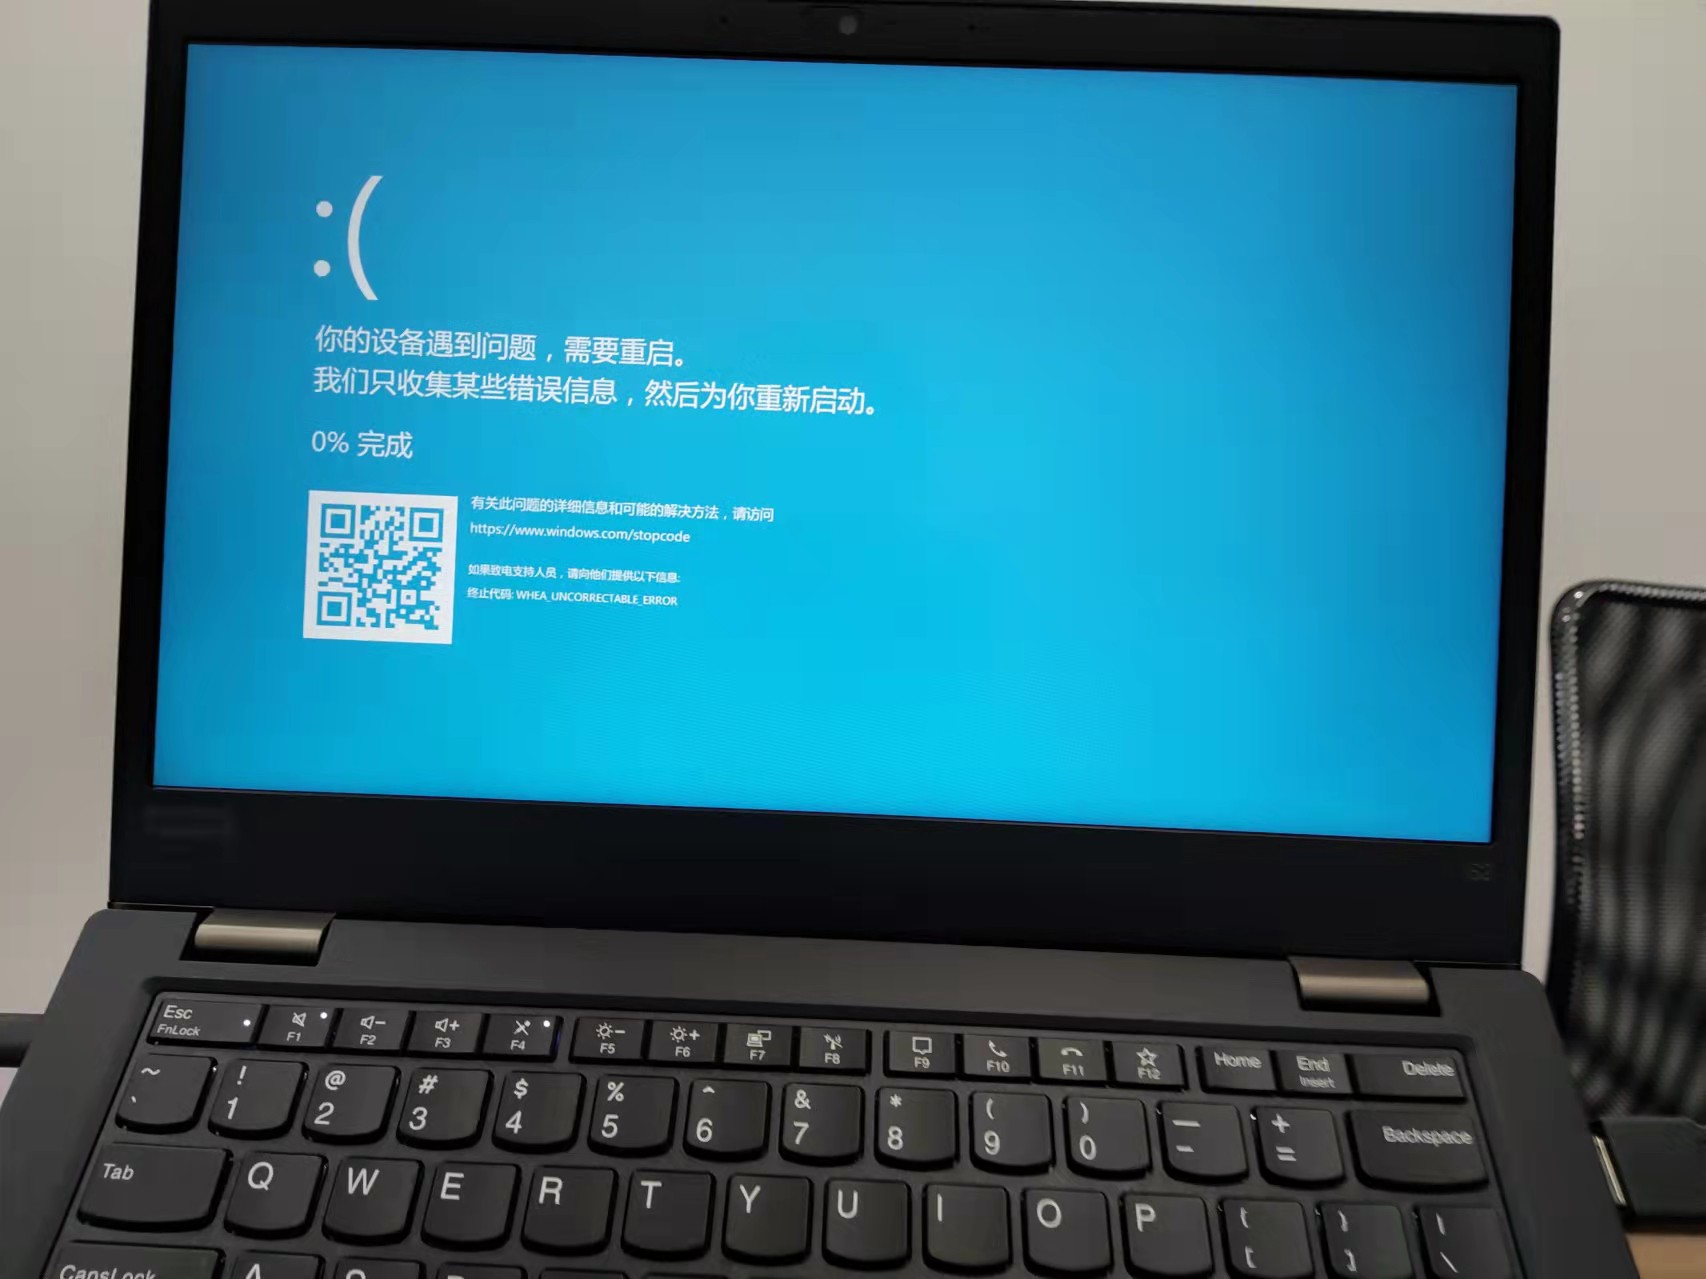 :(
你的设备遇到问题，需要重启。
我们只收集某些错误信息，然后为你重新启动。
0% 完成
有关此问题的详细信息和可能的解决方法，请访问
https://www.windows.com/stopcode
如果致电支持人员，请向他们提供以下信息:
终止代码: WHEA_UNCORRECTABLE_ERROR
Esc
FnLock
F1
F2
F3
F4
F5
F6
F7
F8
F9
F10
F11
F12
Home
End
Insert
Delete
~ `
! 1
@ 2
# 3
$ 4
% 5
^ 6
& 7
* 8
( 9
) 0
— -
+ =
Backspace
Tab
Q
W
E
R
T
Y
U
I
O
P
{ [
} ]
| \
CapsLock
A